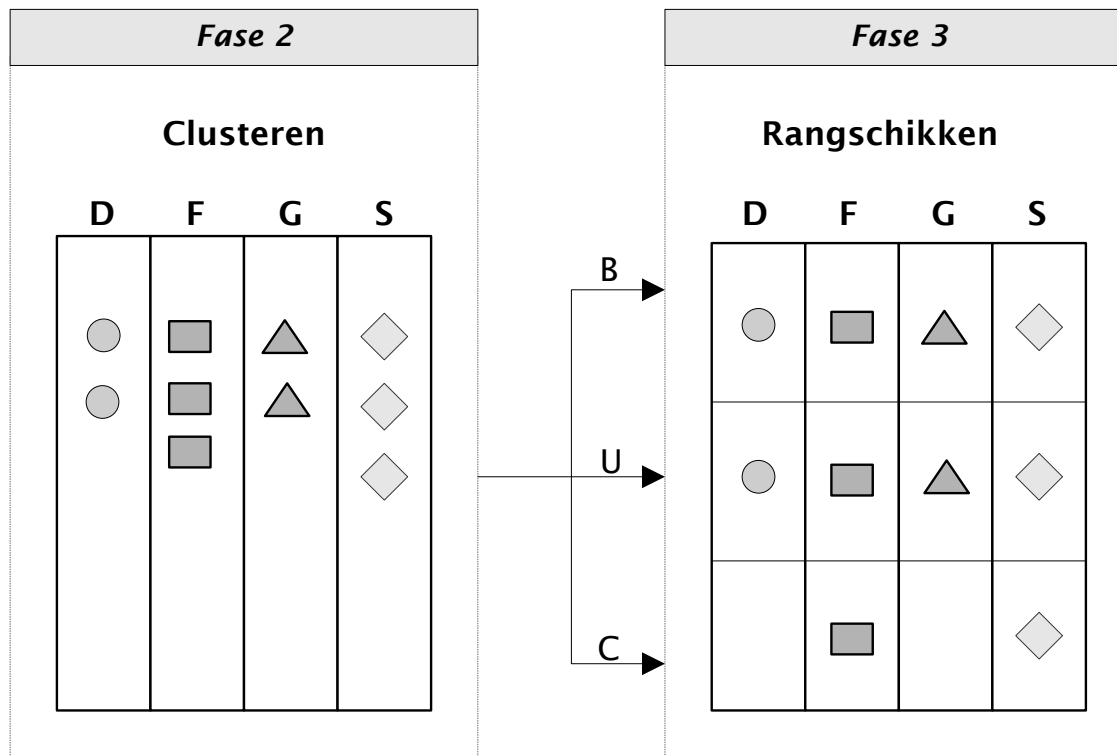 Fase 2
Clusteren
D F G S
B
U
C
Fase 3
Rangschikken
D F G S